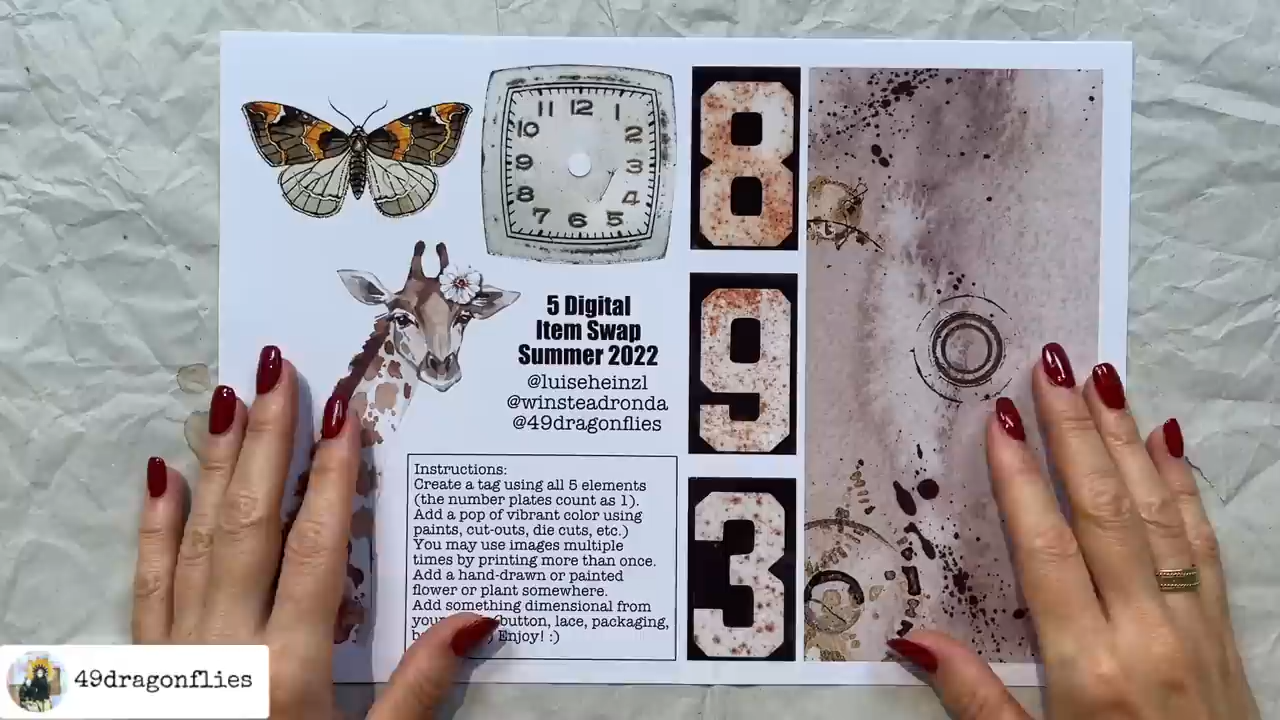 11 12 1
10 2
9 3
8 4
7 6 5
8
9
3
5 Digital
Item Swap
Summer 2022
@luiseheinzl
@winsteadronda
@49dragonflies
Instructions:
Create a tag using all 5 elements
(the number plates count as 1).
Add a pop of vibrant color using
paints, cut-outs, die cuts, etc.)
You may use images multiple
times by printing more than once.
Add a hand-drawn or painted
flower or plant somewhere.
Add something dimensional from
button, lace, packaging,
Enjoy! :)
49dragonflies